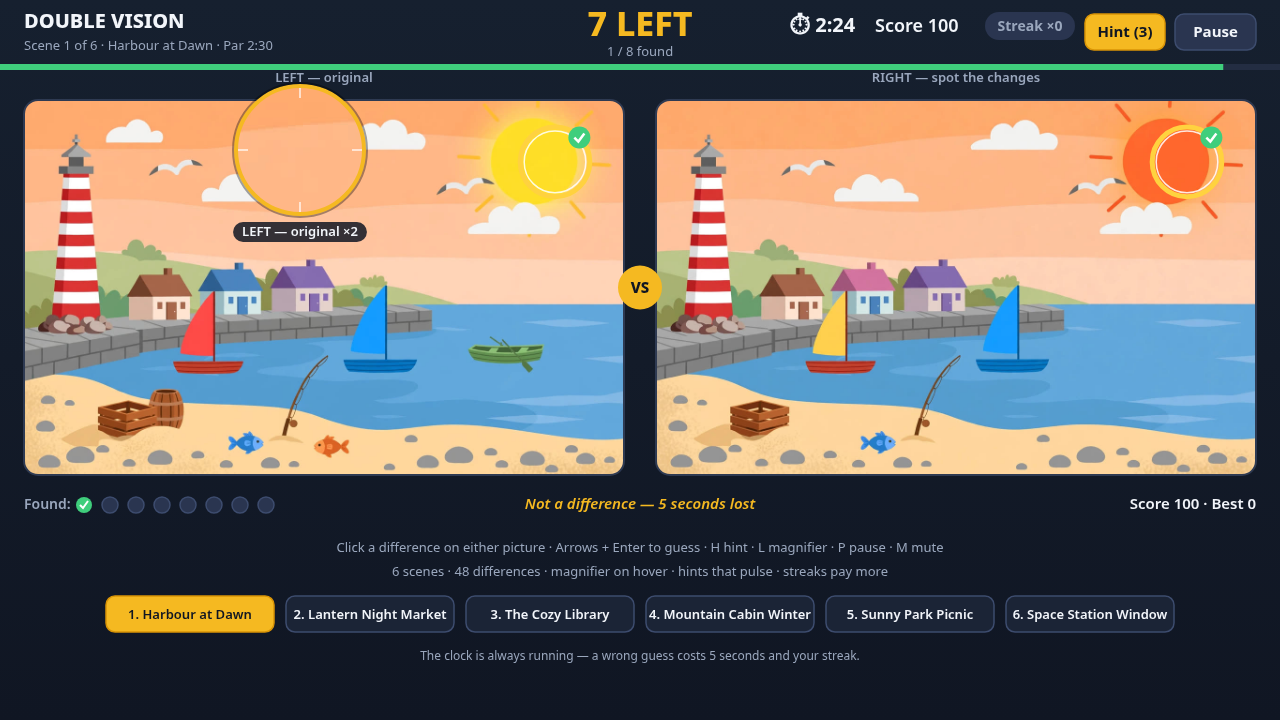 DOUBLE VISION
Scene 1 of 6 · Harbour at Dawn · Par 2:30
7 LEFT
1 / 8 found
⏱ 2:24
Score 100
Streak ×0
Hint (3)
Pause
LEFT — original
RIGHT — spot the changes
LEFT — original ×2
VS
Found:
Not a difference — 5 seconds lost
Score 100 · Best 0
Click a difference on either picture · Arrows + Enter to guess · H hint · L magnifier · P pause · M mute
6 scenes · 48 differences · magnifier on hover · hints that pulse · streaks pay more
1. Harbour at Dawn
2. Lantern Night Market
3. The Cozy Library
4. Mountain Cabin Winter
5. Sunny Park Picnic
6. Space Station Window
The clock is always running — a wrong guess costs 5 seconds and your streak.